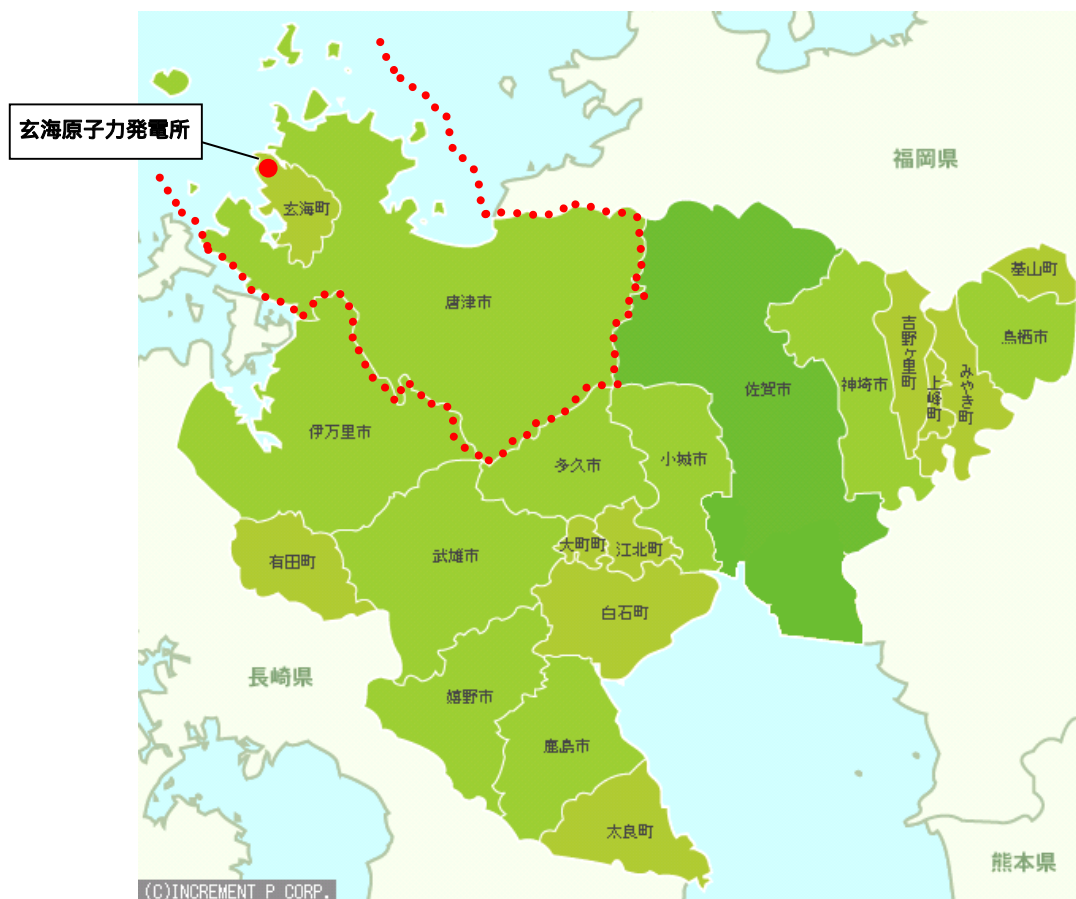 玄海原子力発電所
福岡県
玄海町
基山町
唐津市
吉野ヶ里町
鳥栖市
みやき町
上峰町
神埼市
佐賀市
伊万里市
小城市
多久市
大町町
江北町
武雄市
有田町
白石町
長崎県
嬉野市
鹿島市
太良町
熊本県
(C)INCREMENT P CORP.